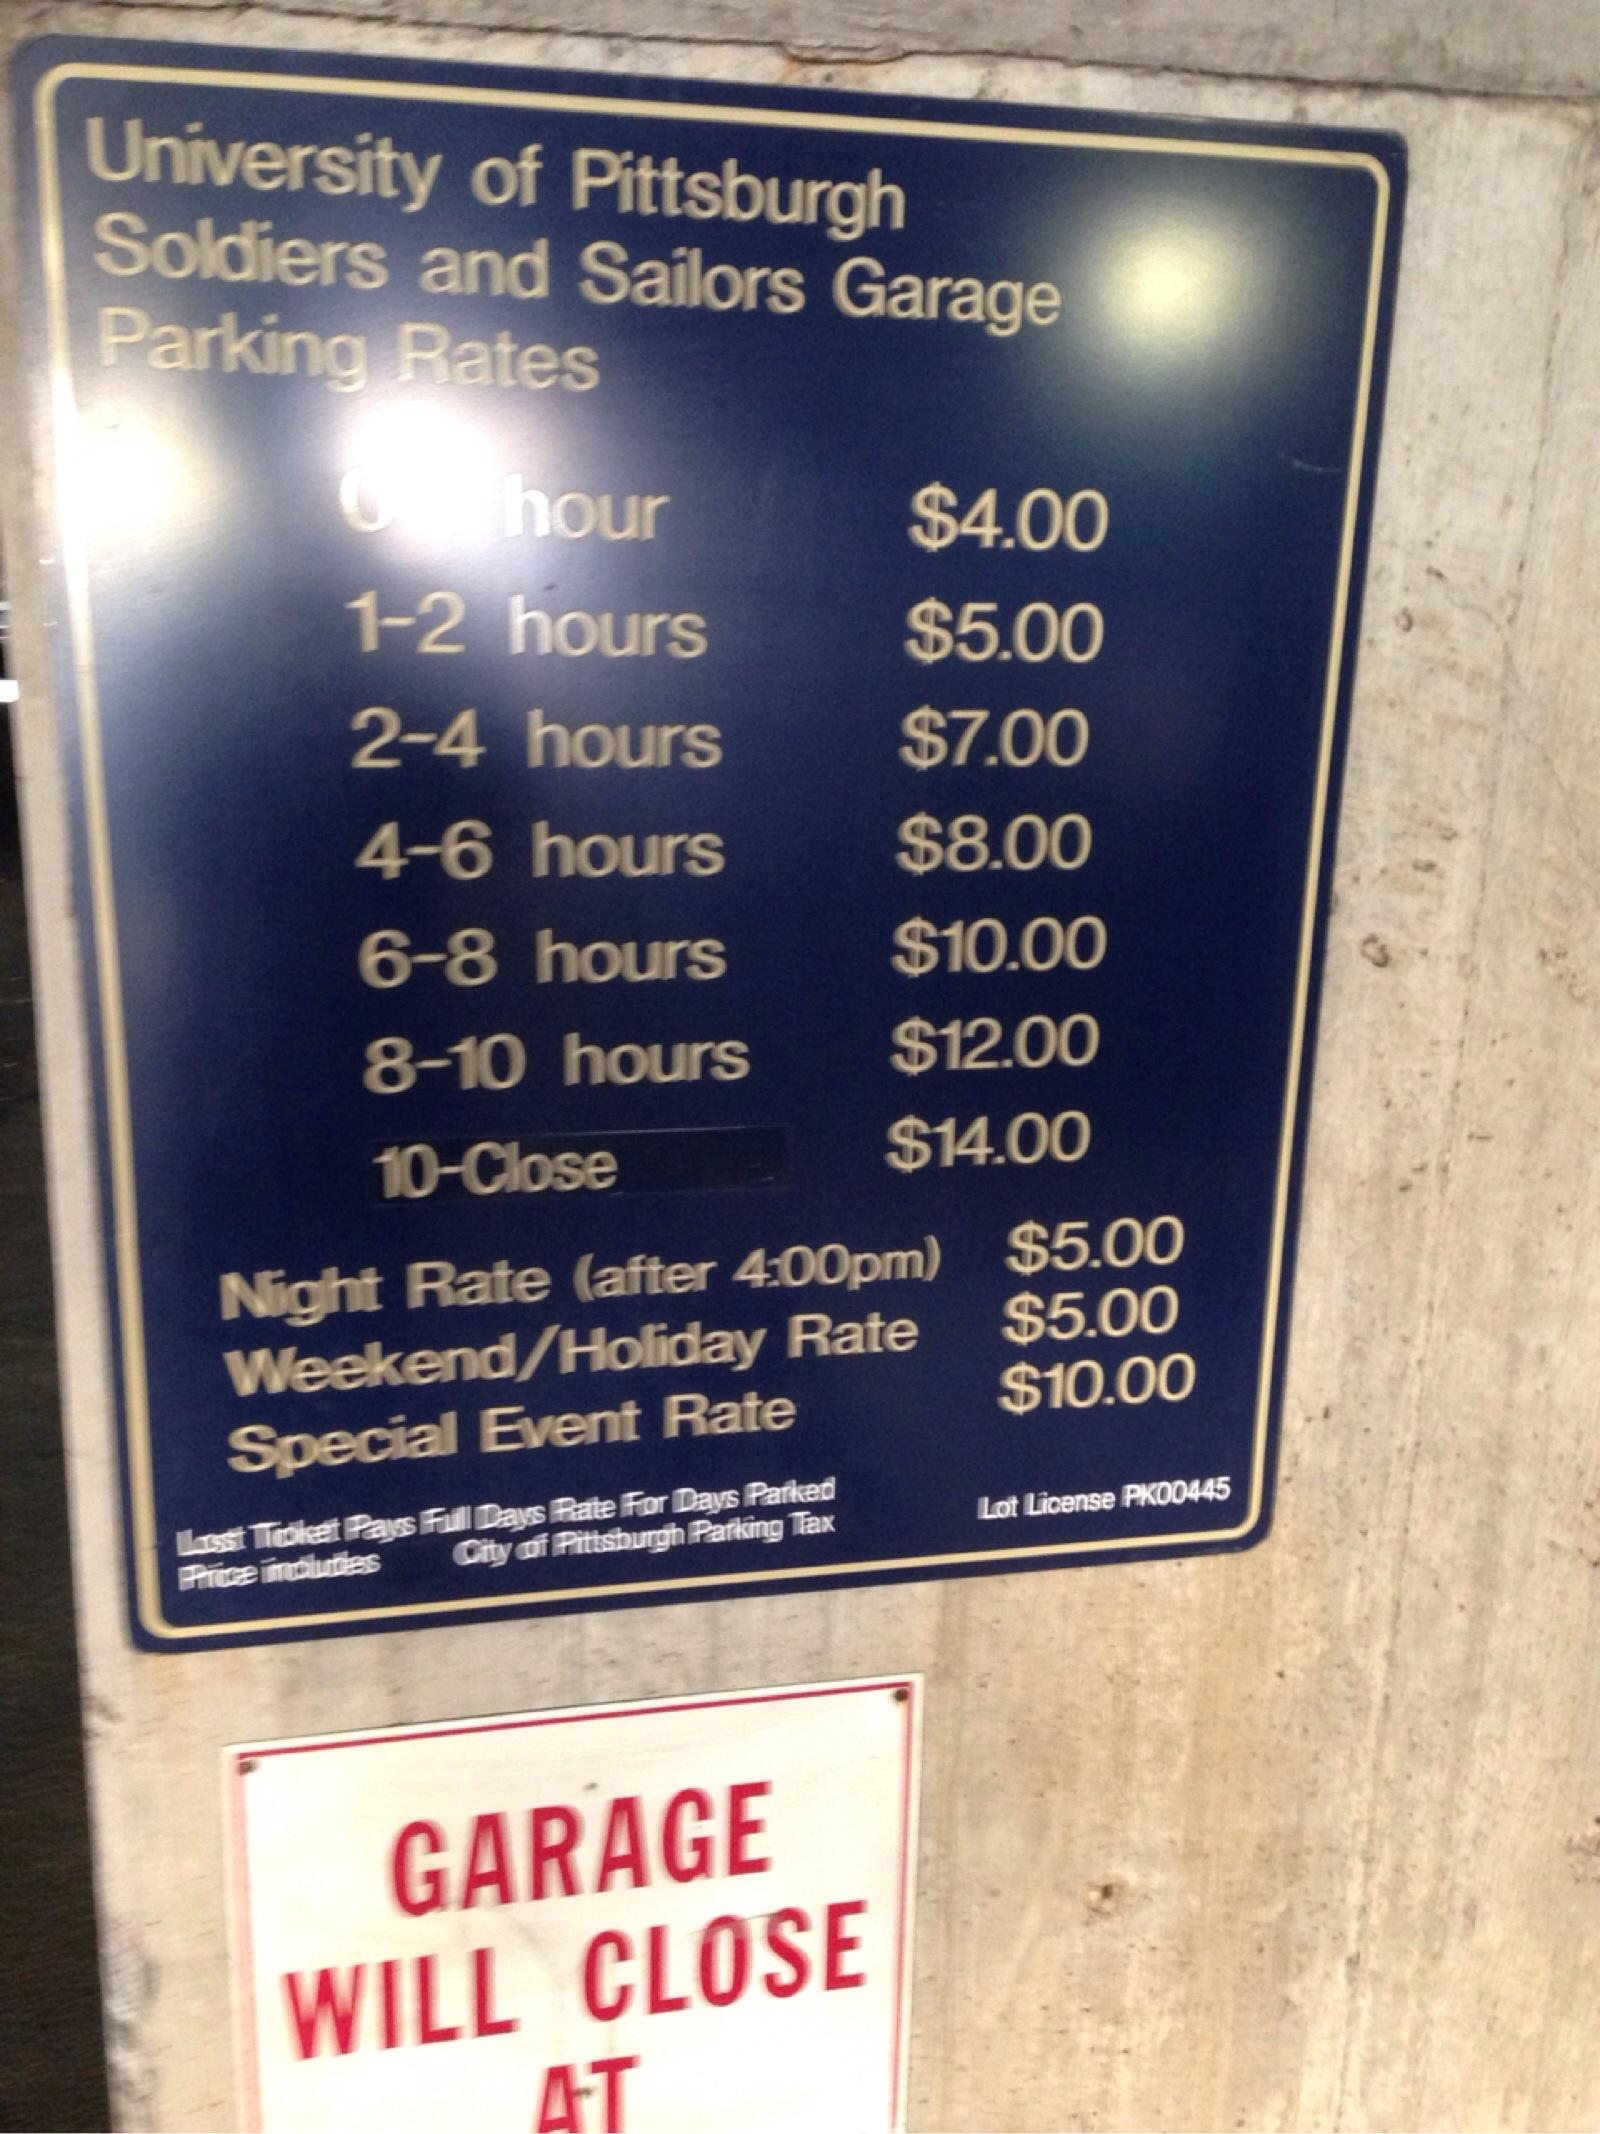 University of Pittsburgh
Soldiers and Sailors Garage
Parking Rates
hour $4.00
1-2 hours $5.00
2-4 hours $7.00
4-6 hours $8.00
6-8 hours $10.00
8-10 hours $12.00
10-Close $14.00
Night Rate (after 4:00pm) $5.00
Weekend/Holiday Rate $5.00
Special Event Rate $10.00
Lost Ticket Pays Full Days Rate For Days Parked
Price includes City of Pittsburgh Parking Tax
Lot License PK00445
GARAGE
WILL CLOSE
AT